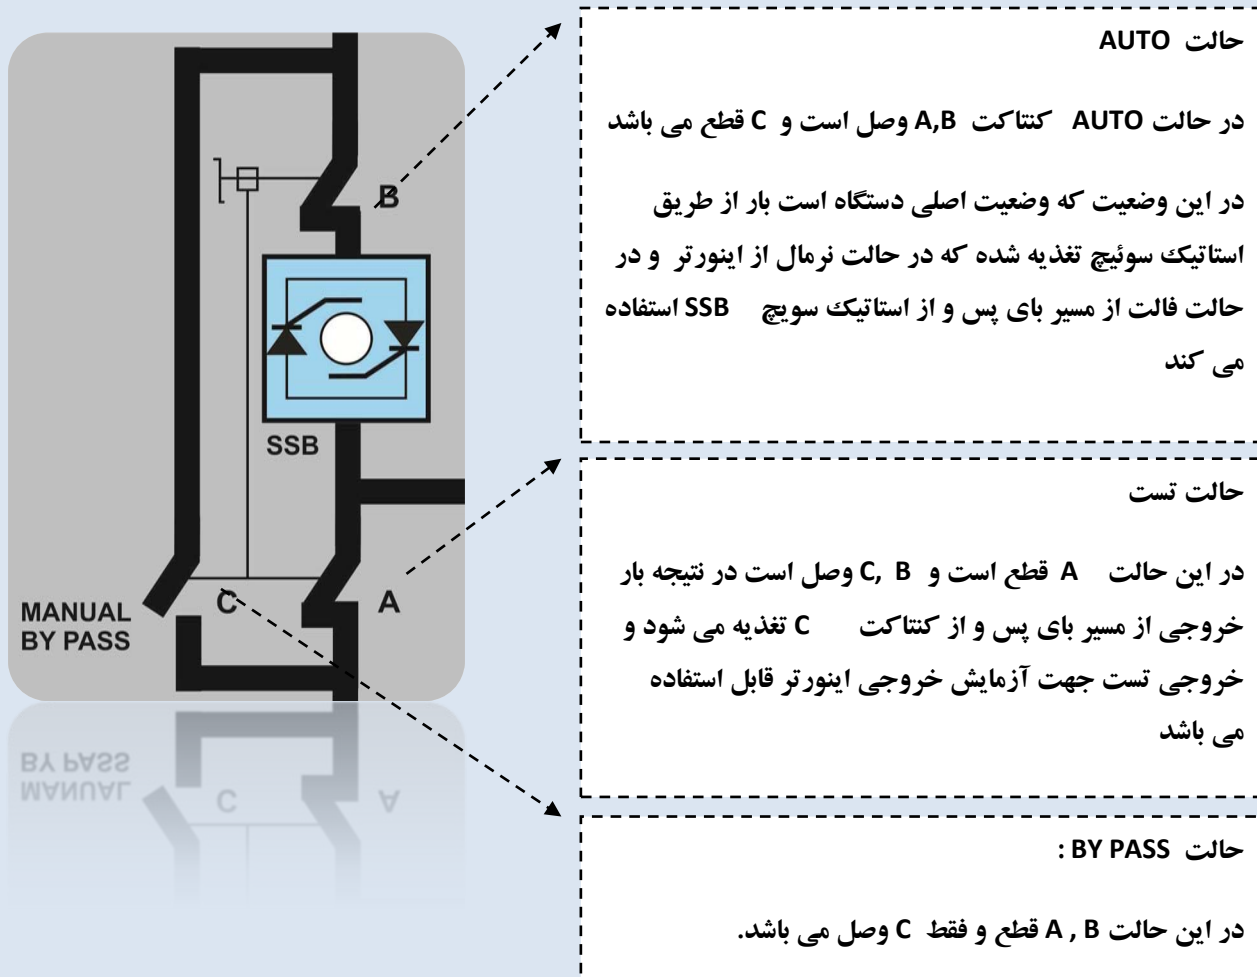 B
SSB
C
A
MANUAL
BY PASS
حالت AUTO
در حالت AUTO کنتاکت A,B وصل است و C قطع می باشد
در این وضعیت که وضعیت اصلی دستگاه است بار از طریق
استاتیک سوئیچ تغذیه شده که در حالت نرمال از اینورتر و در
حالت فالت از مسیر بای پس و از استاتیک سویچ SSB استفاده
می کند
حالت تست
در این حالت A قطع است و C, B وصل است در نتیجه بار
خروجی از مسیر بای پس و از کنتاکت C تغذیه می شود و
خروجی تست جهت آزمایش خروجی اینورتر قابل استفاده
می باشد
حالت BY PASS :
در این حالت A , B قطع و فقط C وصل می باشد.